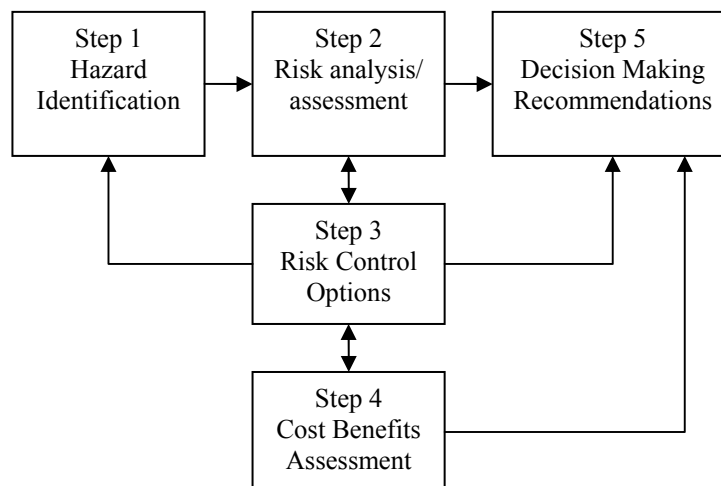 Step 1
Hazard
Identification
Step 2
Risk analysis/
assessment
Step 5
Decision Making
Recommendations
Step 3
Risk Control
Options
Step 4
Cost Benefits
Assessment